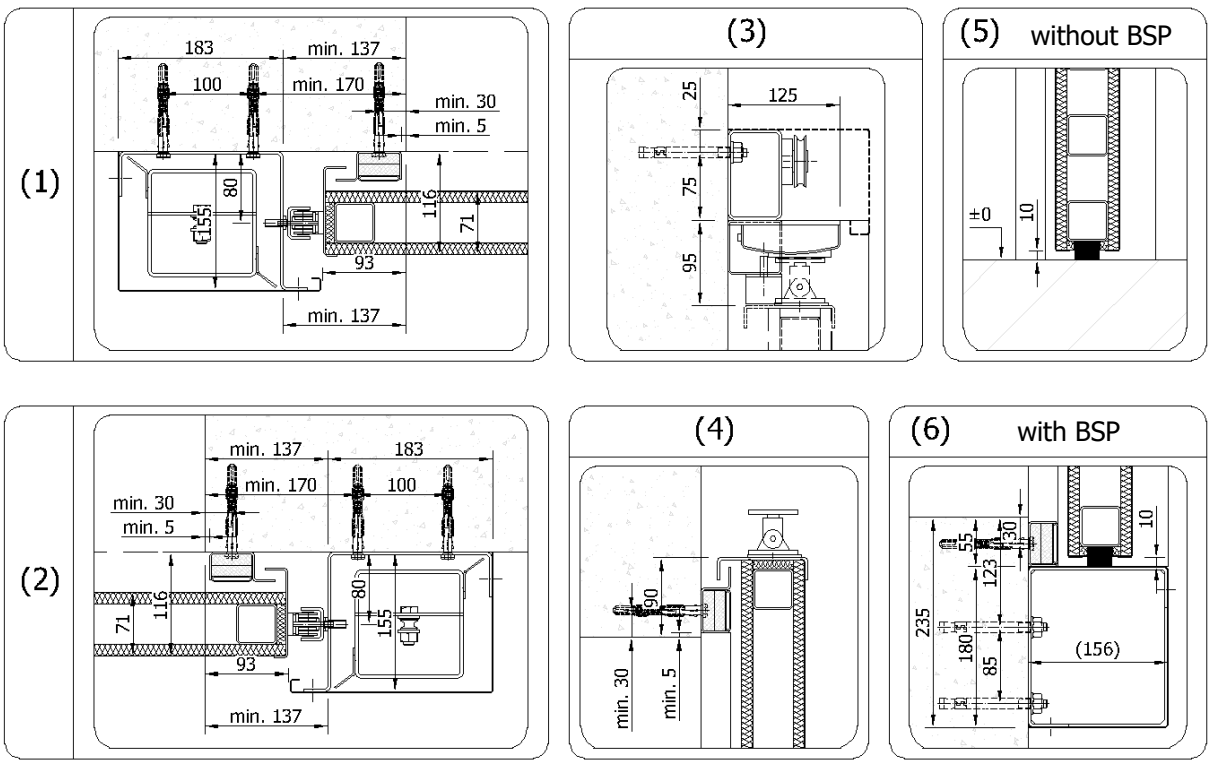 (1)
183
min. 137
100
min. 170
min. 30
min. 5
80
155
116
71
93
min. 137
(3)
25
125
75
95
(5) without BSP
±0
10
(2)
min. 137
183
min. 170
100
min. 30
min. 5
71
116
80
155
93
min. 137
(4)
90
min. 30
min. 5
(6) with BSP
235
55
180
123
30
85
10
(156)